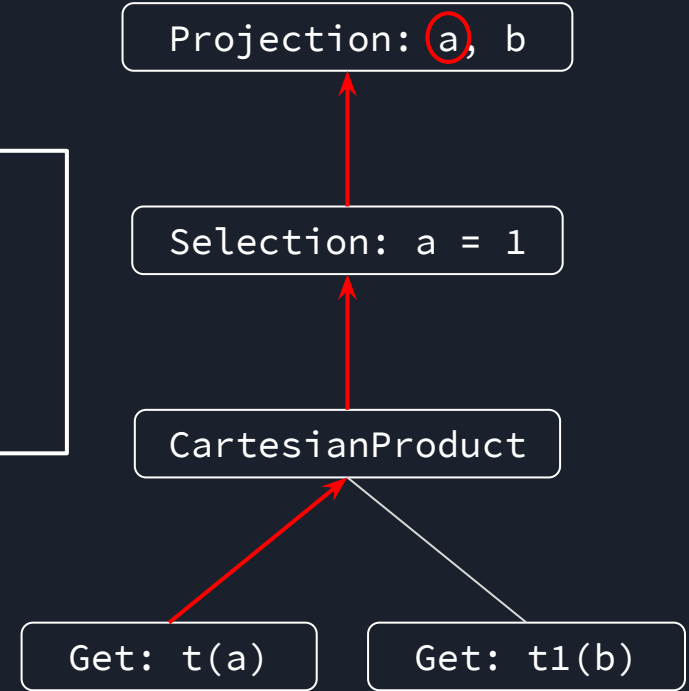 Projection: a, b
Selection: a = 1
CartesianProduct
Get: t(a)
Get: t1(b)